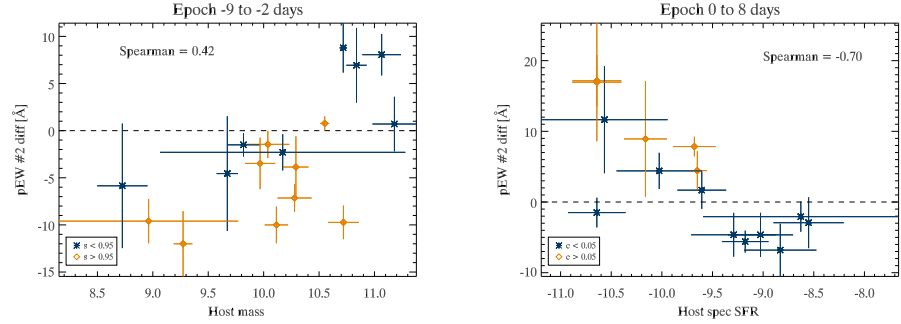 Epoch -9 to -2 days
Spearman = 0.42
pEW #2 diff [Å]
10
5
0
-5
-10
-15
s < 0.95
s > 0.95
8.5 9.0 9.5 10.0 10.5 11.0
Host mass
Epoch 0 to 8 days
Spearman = -0.70
pEW #2 diff [Å]
20
10
0
-10
c < 0.05
c > 0.05
-11.0 -10.5 -10.0 -9.5 -9.0 -8.5 -8.0
Host spec SFR